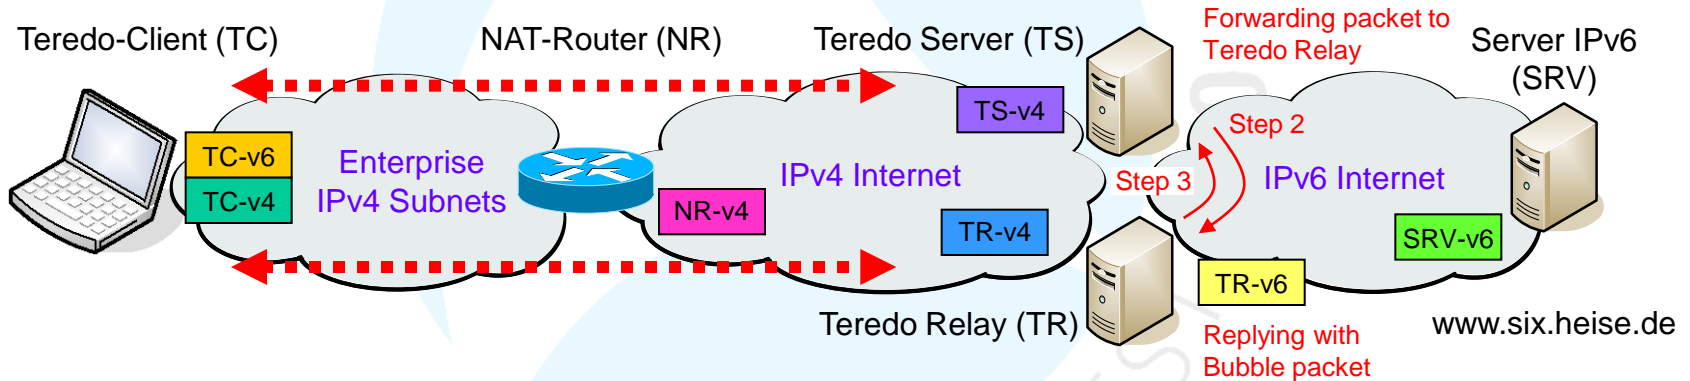 Teredo-Client (TC)
NAT-Router (NR)
Teredo Server (TS)
Forwarding packet to
Teredo Relay
Server IPv6
(SRV)
TS-v4
Step 2
TC-v6
TC-v4
Enterprise
IPv4 Subnets
IPv4 Internet
Step 3
IPv6 Internet
NR-v4
TR-v4
SRV-v6
TR-v6
Teredo Relay (TR)
Replying with
Bubble packet
www.six.heise.de